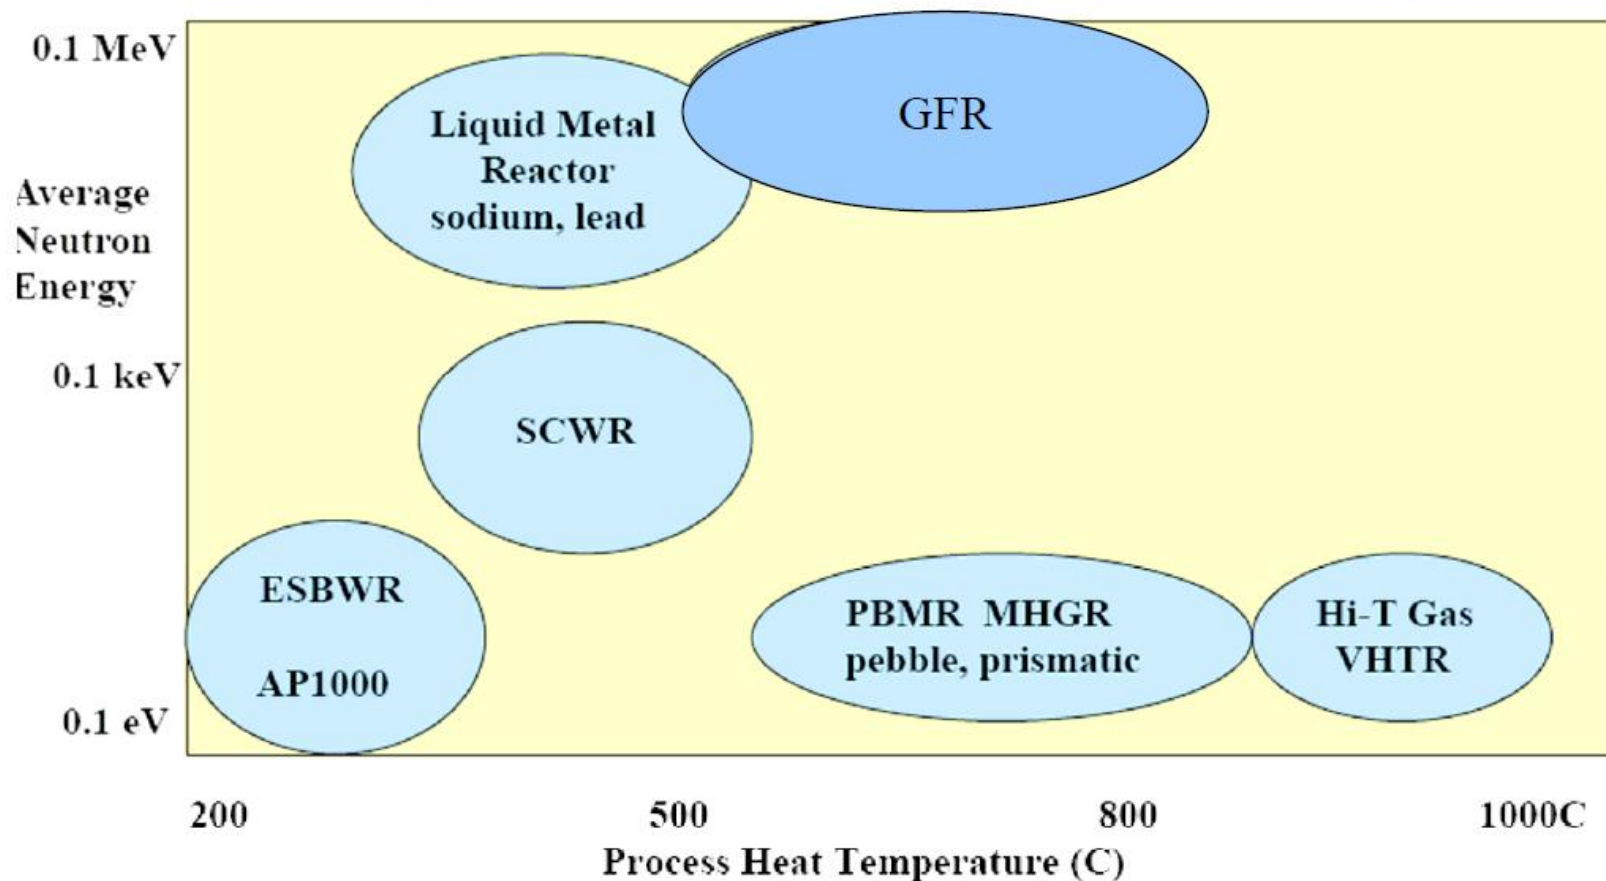 0.1 MeV
Average
Neutron
Energy
0.1 keV
0.1 eV
Liquid Metal
Reactor
sodium, lead
GFR
SCWR
ESBWR
AP1000
PBMR MHGR
pebble, prismatic
Hi-T Gas
VHTR
200 500 800 1000C
Process Heat Temperature (C)